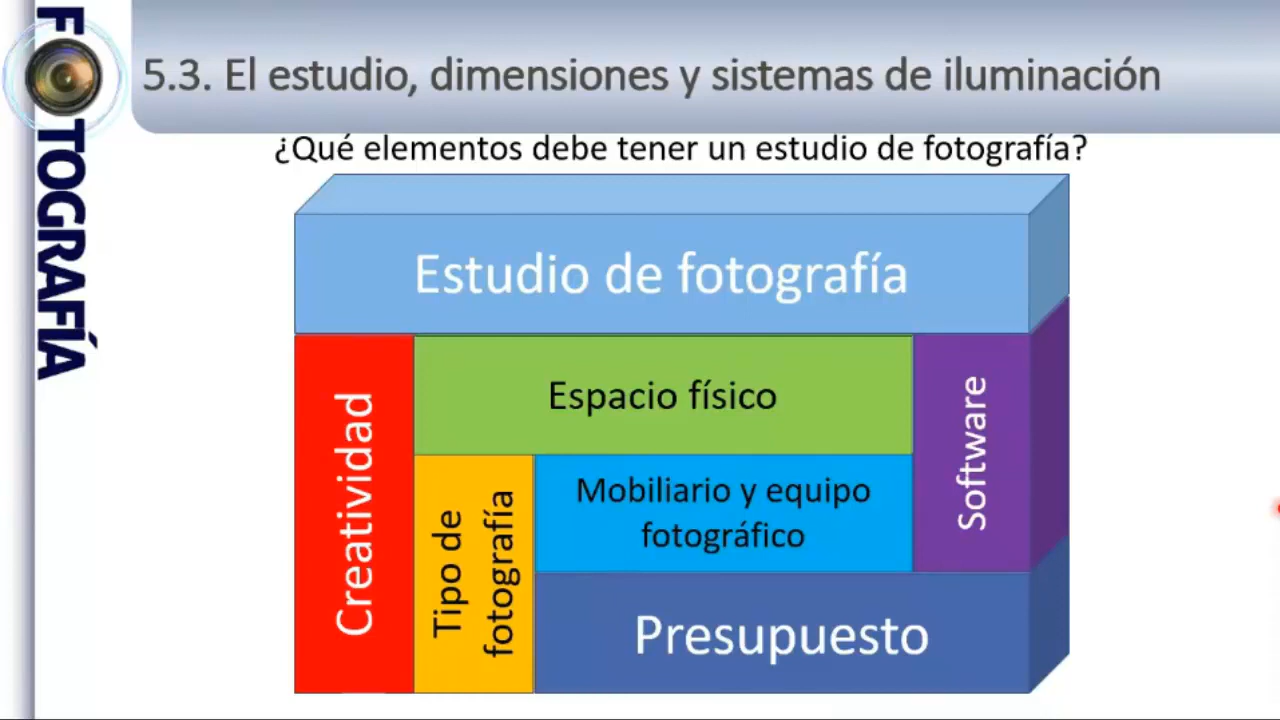 FOTOGRAFÍA
5.3. El estudio, dimensiones y sistemas de iluminación
¿Qué elementos debe tener un estudio de fotografía?
Estudio de fotografía
Creatividad
Espacio físico
Software
Tipo de
fotografía
Mobiliario y equipo
fotográfico
Presupuesto